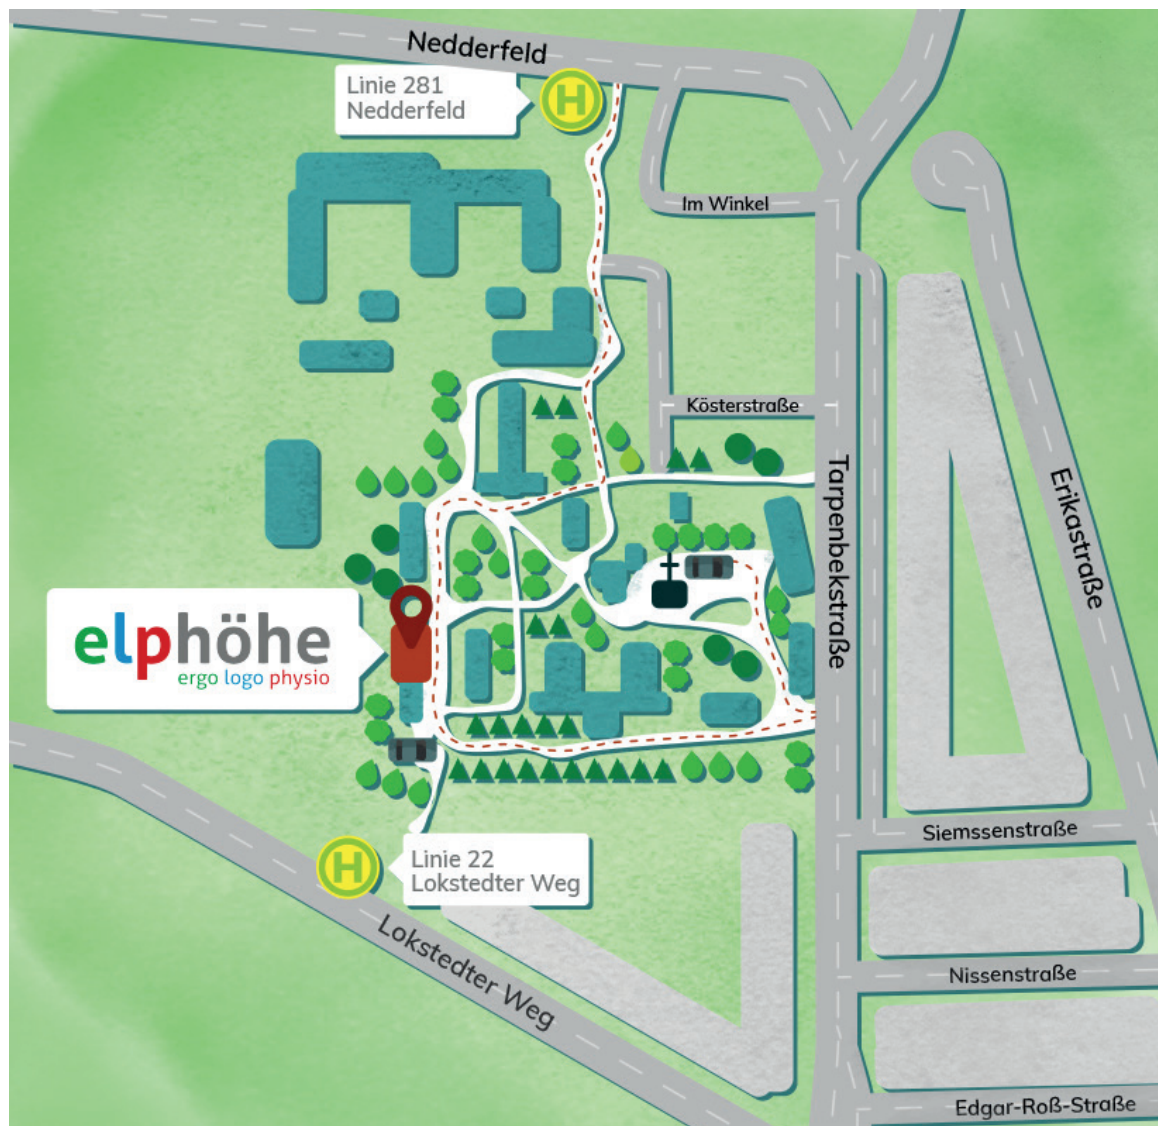 Nedderfeld
Linie 281
Nedderfeld
H
Im Winkel
Kösterstraße
Tarpenbekstraße
Erikastraße
elphöhe
ergo logo physio
Siemssenstraße
Linie 22
Lokstedter Weg
H
Lokstedter Weg
Nissenstraße
Edgar-Roß-Straße